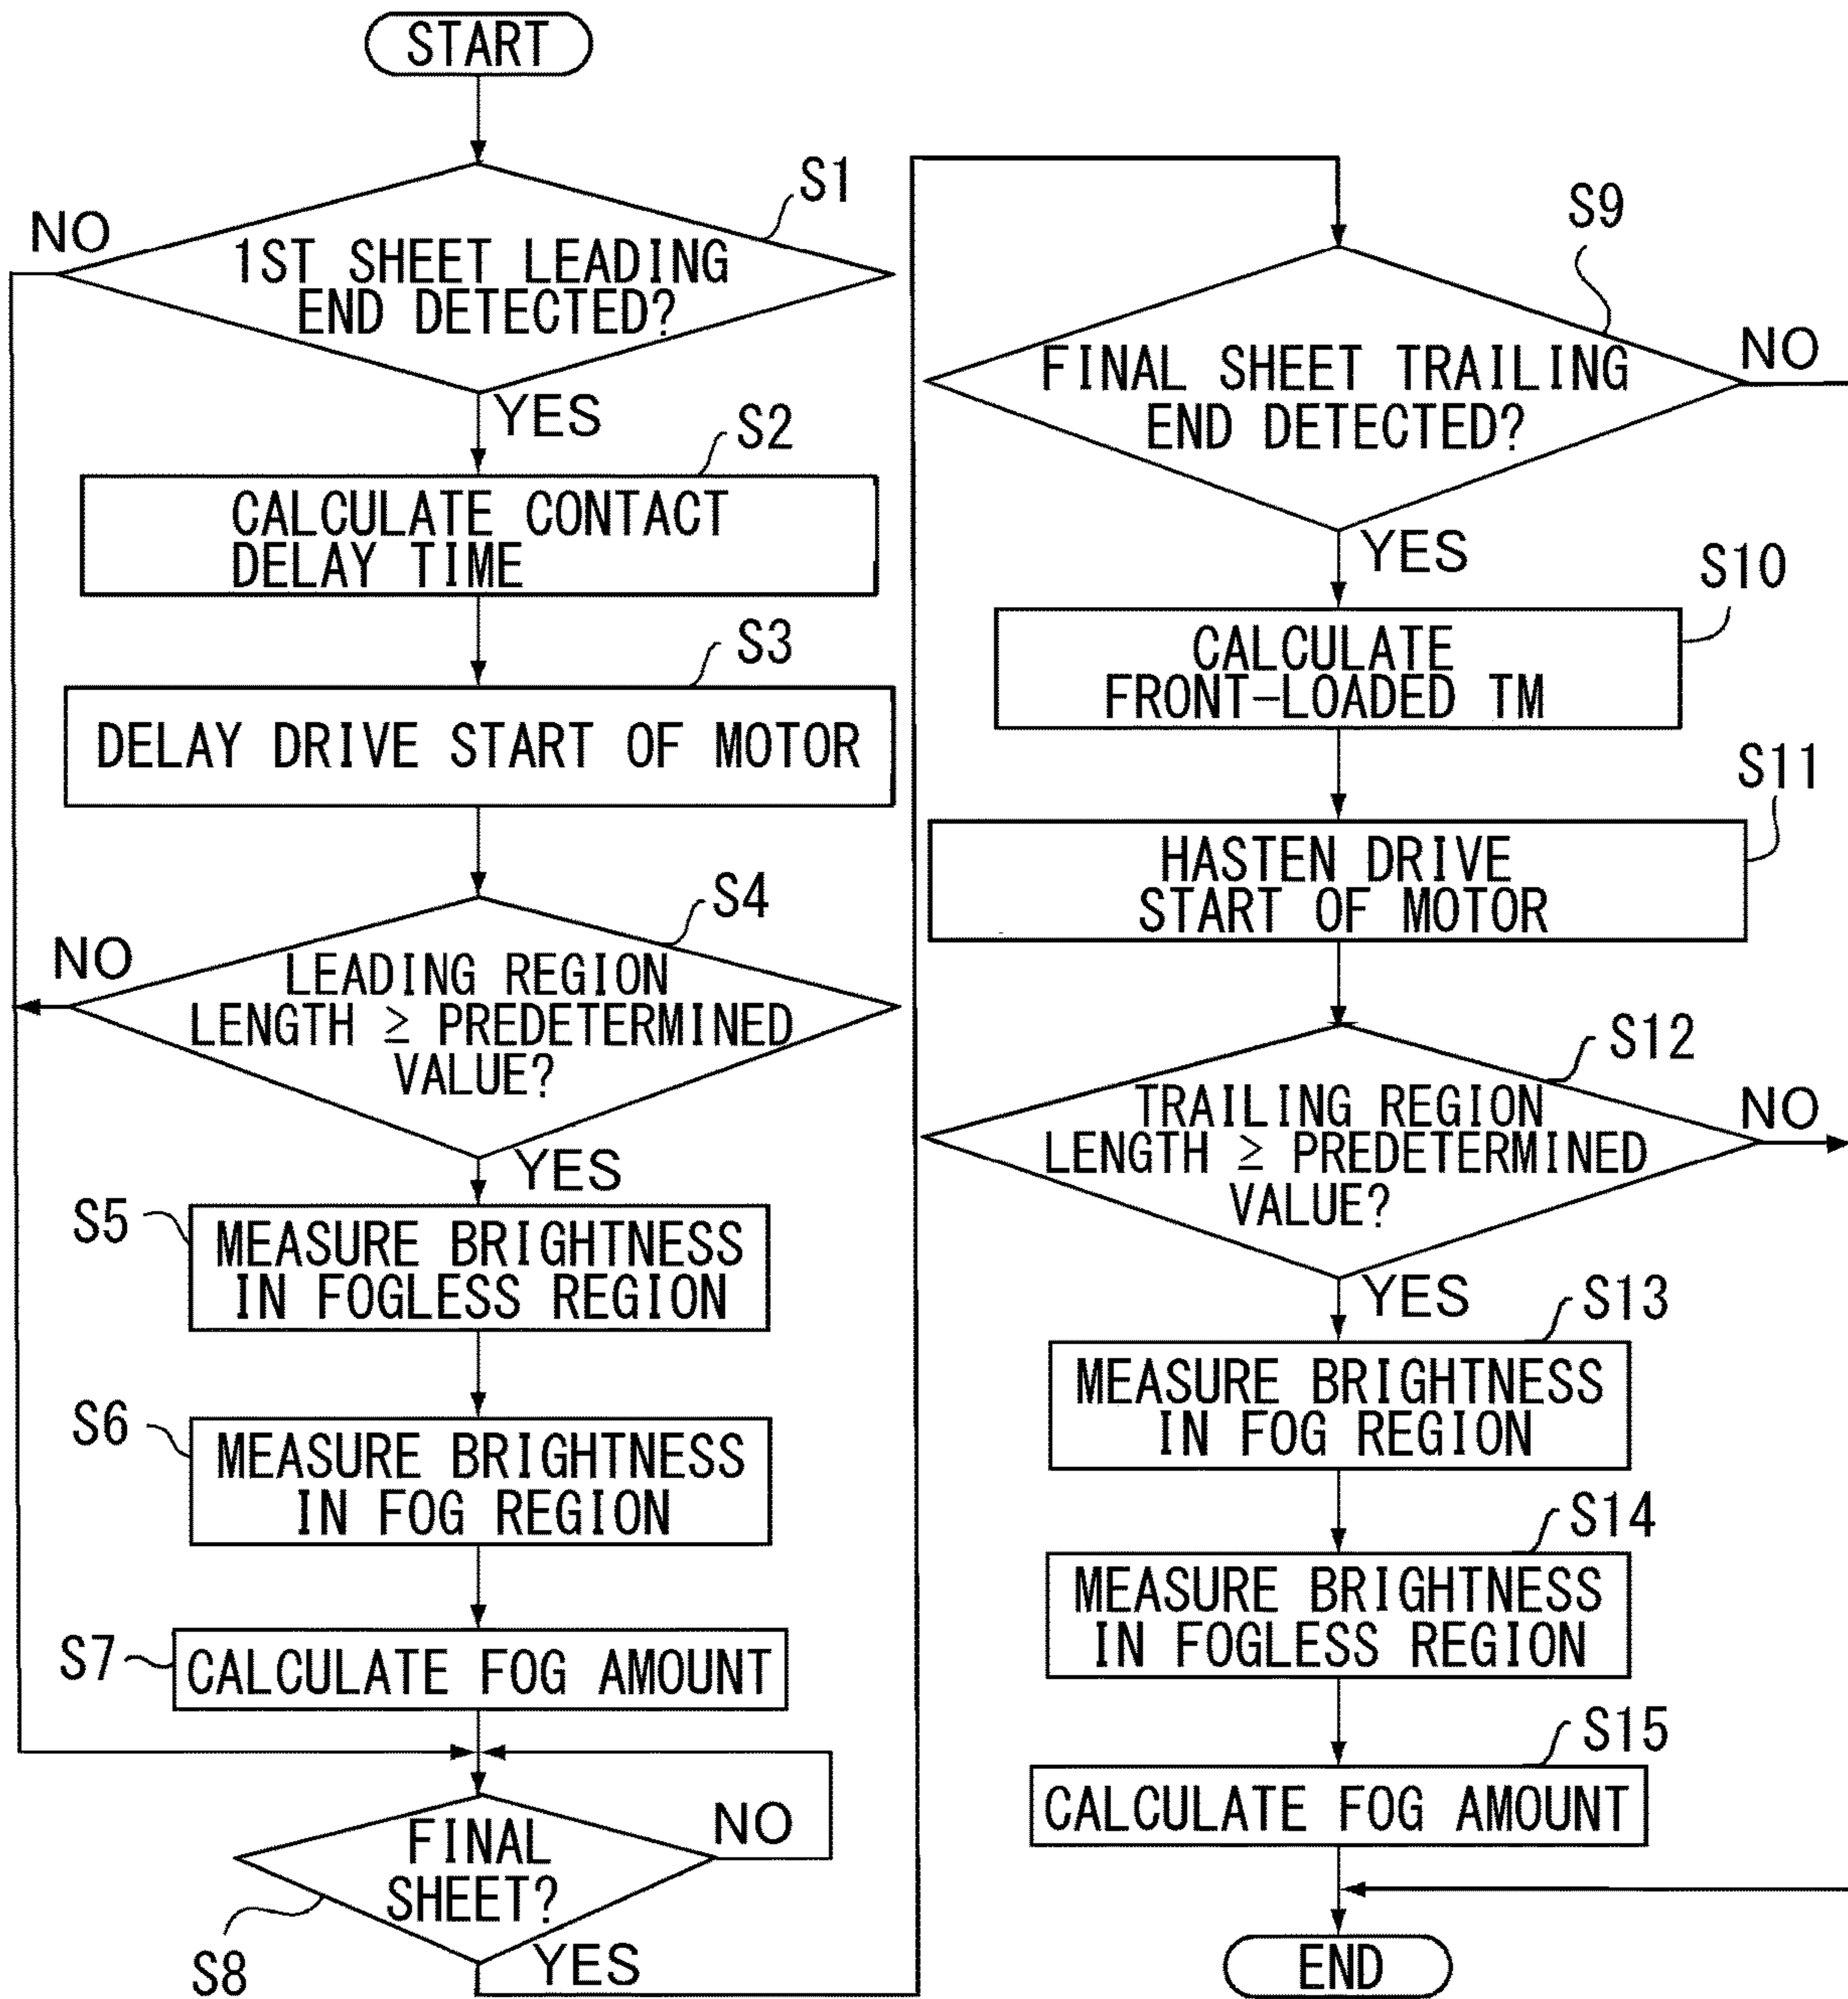 START
S1
NO
1ST SHEET LEADING
END DETECTED?
YES
S2
CALCULATE CONTACT
DELAY TIME
S3
DELAY DRIVE START OF MOTOR
S4
NO
LEADING REGION
LENGTH ≥ PREDETERMINED
VALUE?
YES
S5
MEASURE BRIGHTNESS
IN FOGLESS REGION
S6
MEASURE BRIGHTNESS
IN FOG REGION
S7
CALCULATE FOG AMOUNT
FINAL
SHEET?
NO
S8
YES
S9
FINAL SHEET TRAILING
END DETECTED?
NO
YES
S10
CALCULATE
FRONT-LOADED TM
S11
HASTEN DRIVE
START OF MOTOR
S12
TRAILING REGION
LENGTH ≥ PREDETERMINED
VALUE?
NO
YES
S13
MEASURE BRIGHTNESS
IN FOG REGION
S14
MEASURE BRIGHTNESS
IN FOGLESS REGION
S15
CALCULATE FOG AMOUNT
END